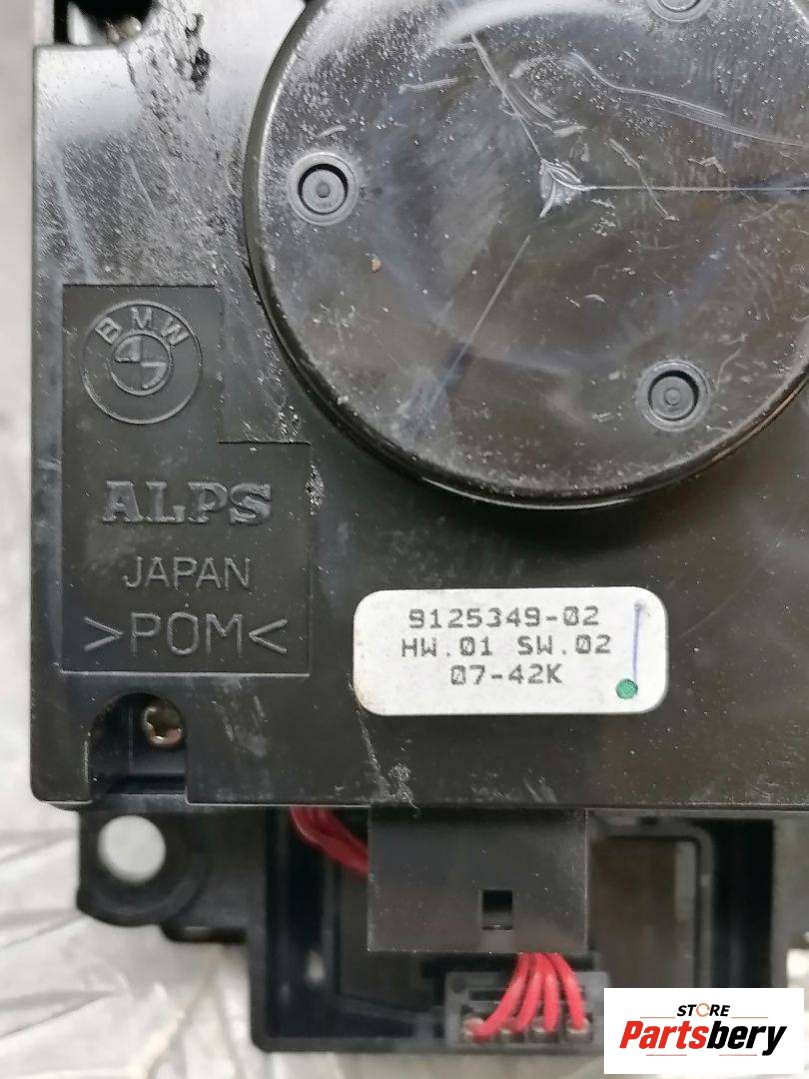 BMW
ALPS
JAPAN
>POM<
9125349-02
HW.01 SW.02
07-42K
STORE
Partsbery